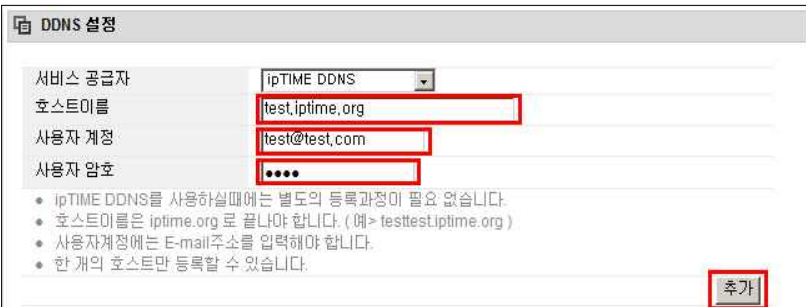 DDNS 설정
서비스 공급자 ipTIME DDNS
호스트이름 test.iptime.org
사용자 계정 test@test.com
사용자 암호 ●●●●
● ipTIME DDNS를 사용하실때에는 별도의 등록과정이 필요 없습니다.
● 호스트이름은 iptime.org 로 끝나야 합니다. ( 예> testtest.iptime.org )
● 사용자계정에는 E-mail주소를 입력해야 합니다.
● 한 개의 호스트만 등록할 수 있습니다.
추가